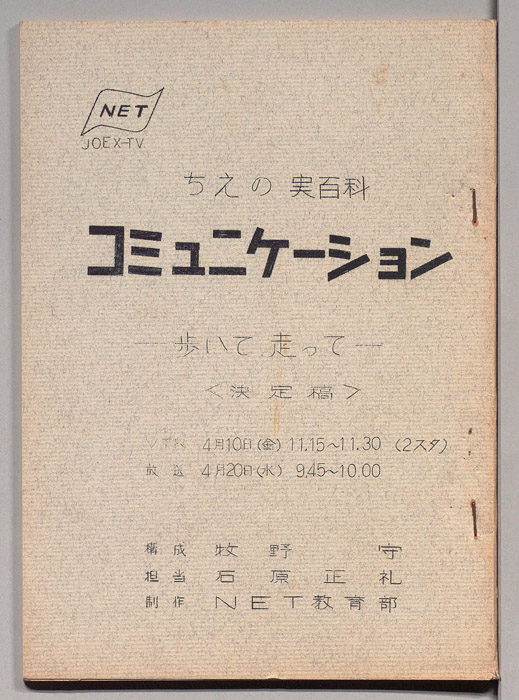 NET
JOEX-TV
ちえの 実百科
コミュニケーション
—歩いて 走って—
<決定稿>
VTR 4月10日(金) 11.15~11.30 (2スタ)
放送 4月20日(水) 9.45~10.00
構成 牧野 守
担当 石原正礼
制作 NET教育部